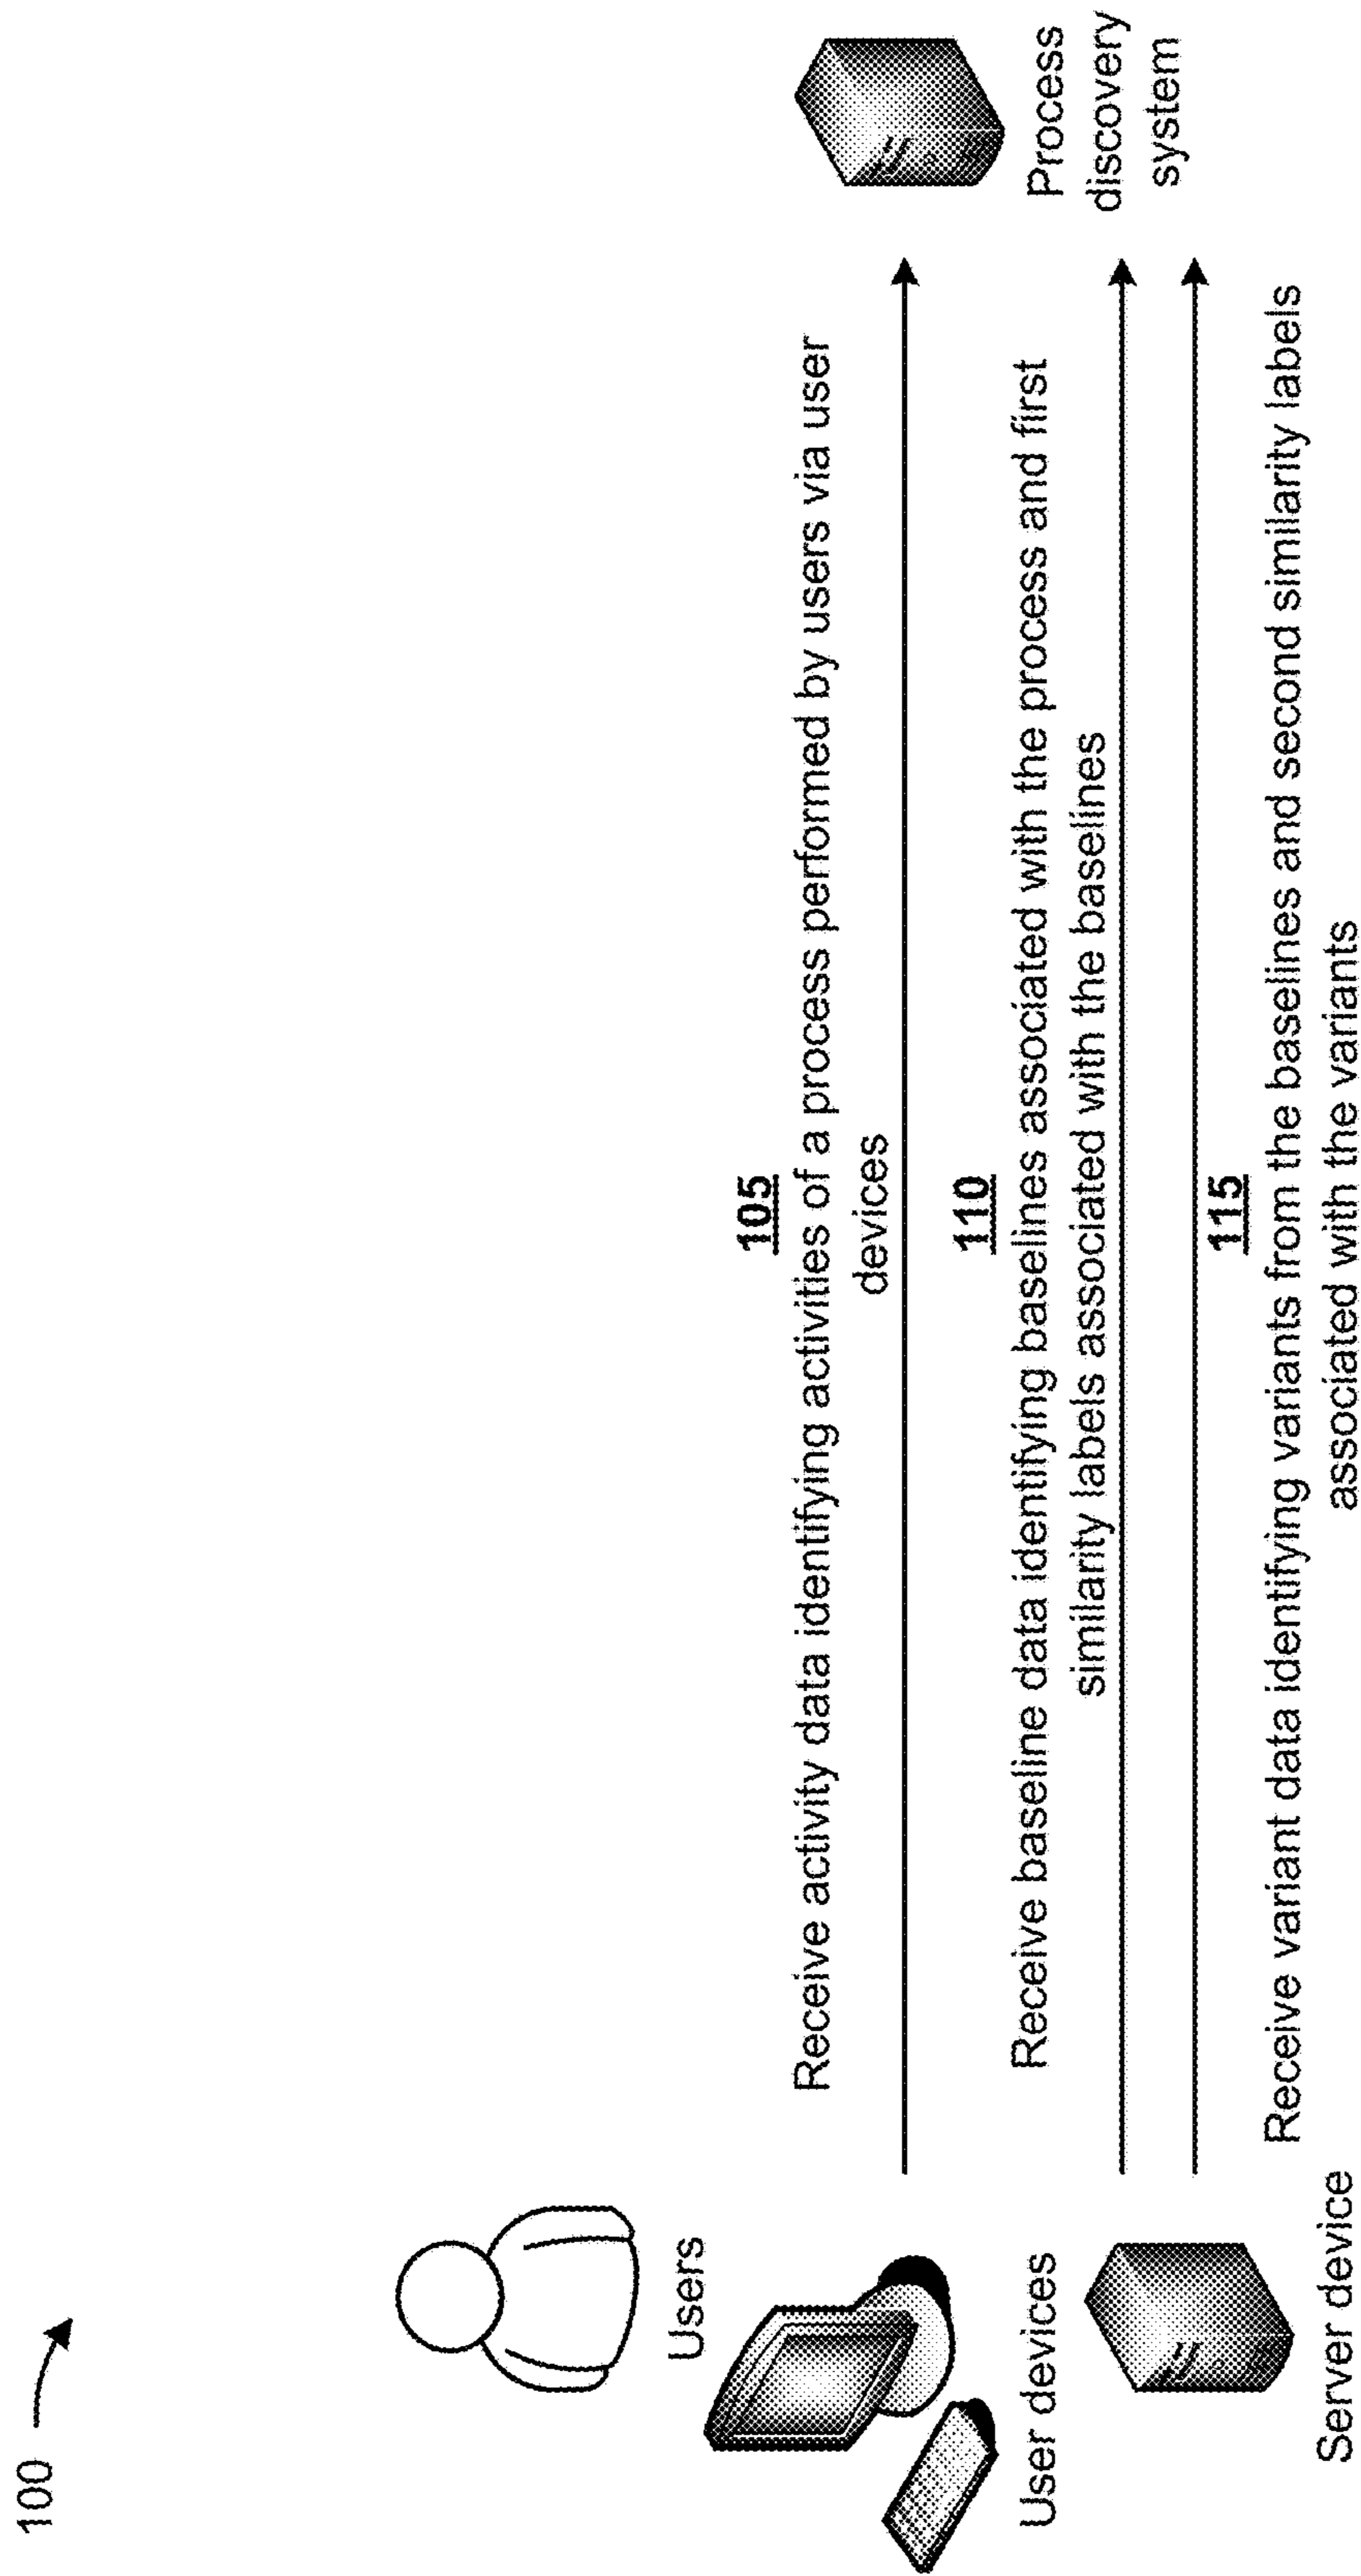 100
Users
User devices
Server device
105
Receive activity data identifying activities of a process performed by users via user
devices
110
Receive baseline data identifying baselines associated with the process and first
similarity labels associated with the baselines
115
Receive variant data identifying variants from the baselines and second similarity labels
associated with the variants
Process
discovery
system